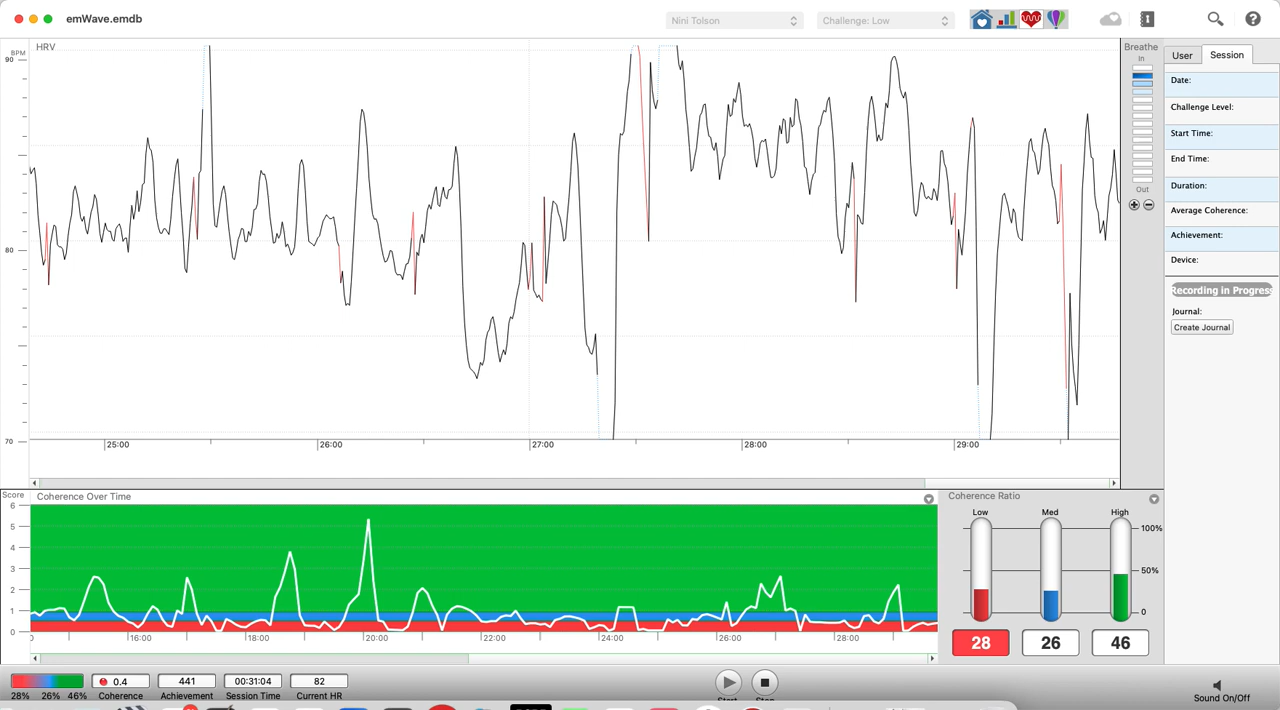 emWave.emdb
Nini Tolson
Challenge: Low
BPM
HRV
90
80
70
25:00
26:00
27:00
28:00
29:00
Breathe
In
Out
User
Session
Date:
Challenge Level:
Start Time:
End Time:
Duration:
Average Coherence:
Achievement:
Device:
Recording in Progress
Journal:
Create Journal
Score
Coherence Over Time
6
5
4
3
2
1
0
16:00
18:00
20:00
22:00
24:00
26:00
28:00
Coherence Ratio
Low
Med
High
100%
50%
0
28
26
46
28% 26% 46%
0.4
Coherence
441
Achievement
00:31:04
Session Time
82
Current HR
Start
Stop
Sound On/Off